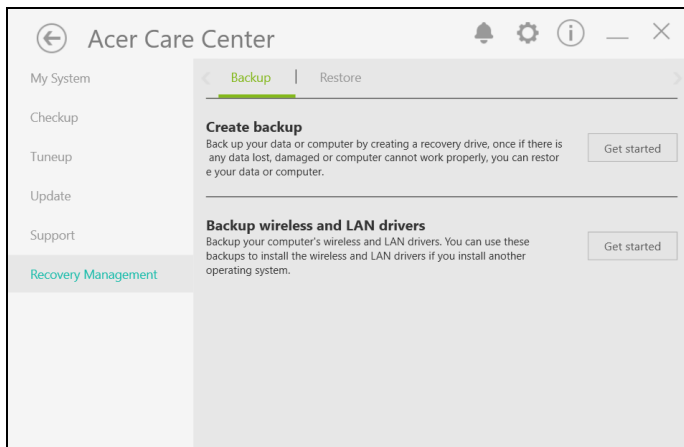 Acer Care Center
My System
Checkup
Tuneup
Update
Support
Recovery Management
Backup | Restore
Create backup
Back up your data or computer by creating a recovery drive, once if there is
any data lost, damaged or computer cannot work properly, you can restor
e your data or computer.
Get started
Backup wireless and LAN drivers
Backup your computer's wireless and LAN drivers. You can use these
backups to install the wireless and LAN drivers if you install another
operating system.
Get started